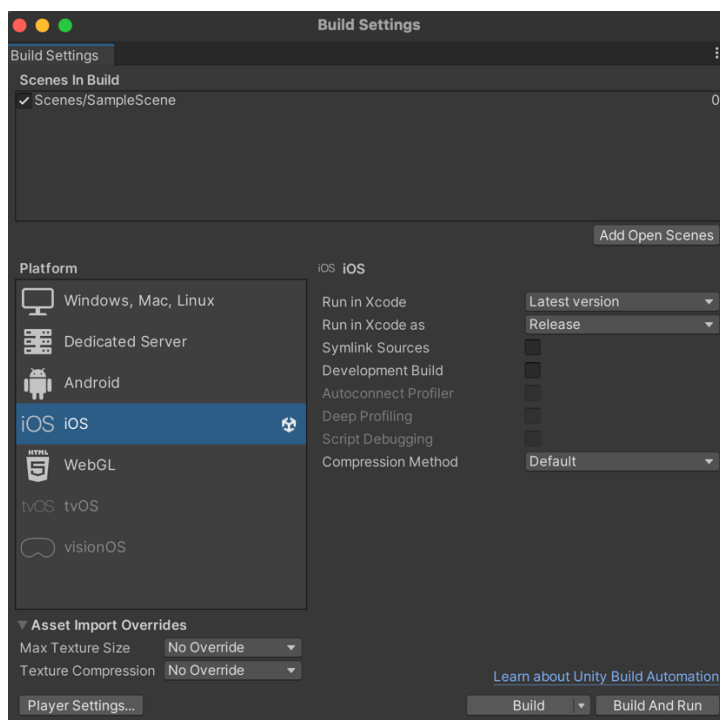 Build Settings
Build Settings
Scenes In Build
Scenes/SampleScene 0
Add Open Scenes
Platform
Windows, Mac, Linux
Dedicated Server
Android
iOS iOS
HTML 5 WebGL
tvOS tvOS
visionOS
iOS iOS
Run in Xcode Latest version
Run in Xcode as Release
Symlink Sources
Development Build
Autoconnect Profiler
Deep Profiling
Script Debugging
Compression Method Default
Asset Import Overrides
Max Texture Size No Override
Texture Compression No Override
Learn about Unity Build Automation
Player Settings... Build Build And Run